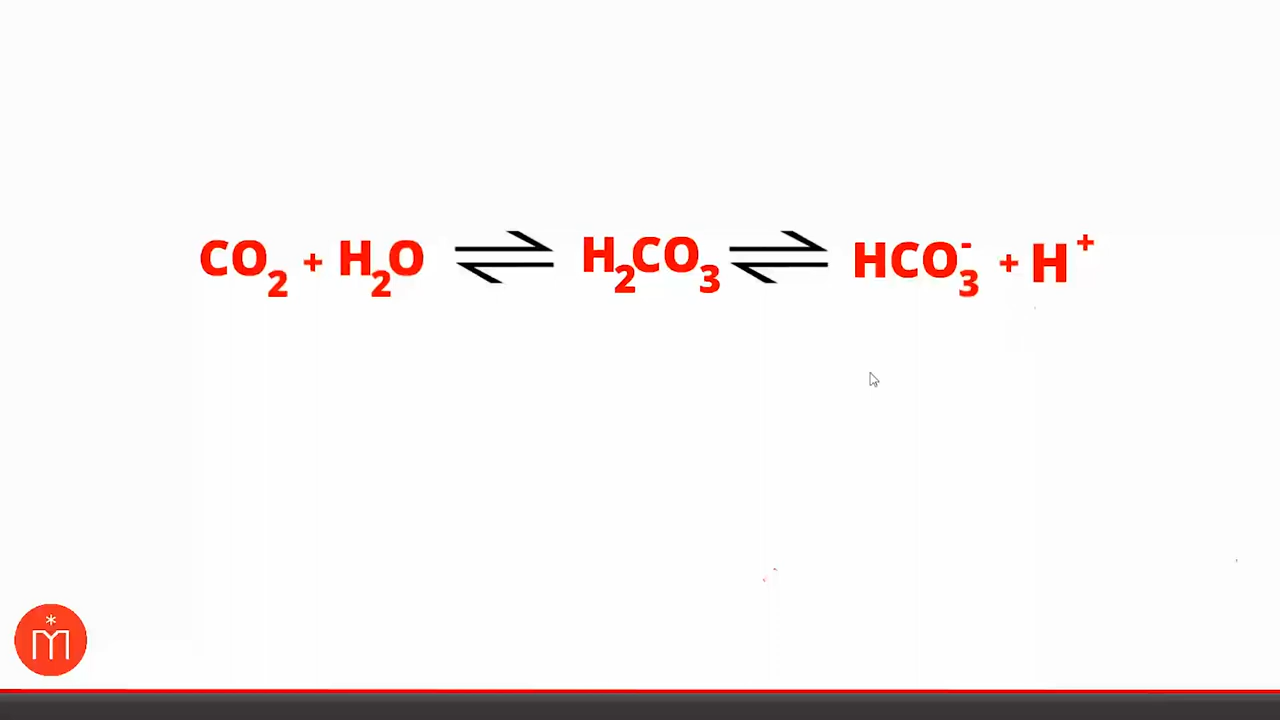 CO₂ + H₂O ⇌ H₂CO₃ ⇌ HCO₃⁻ + H⁺
M